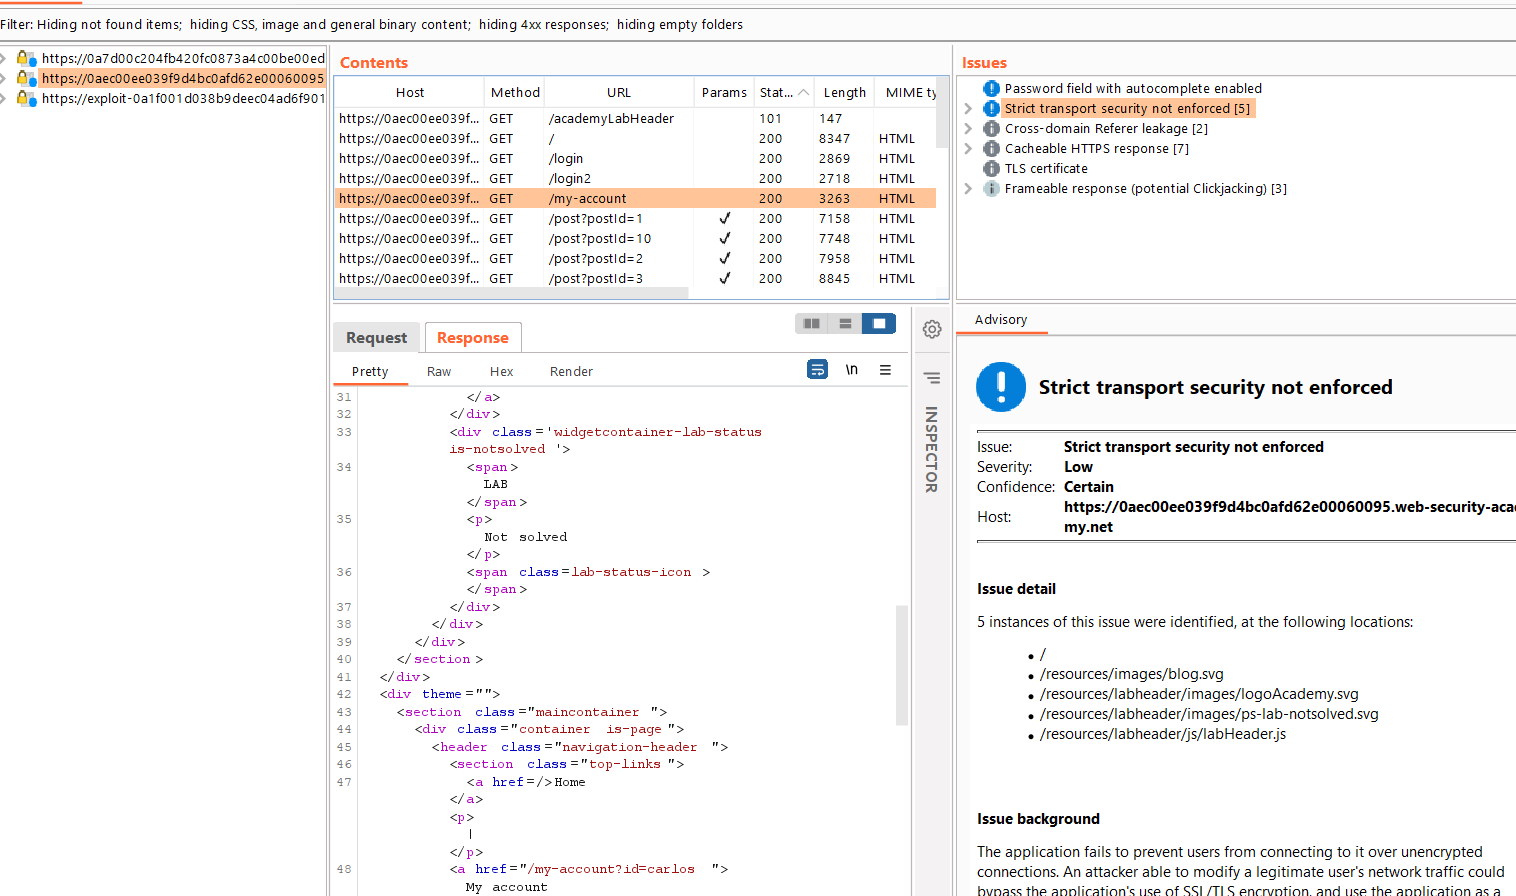 Filter: Hiding not found items;  hiding CSS, image and general binary content;  hiding 4xx responses;  hiding empty folders
https://0a7d00c204fb420fc0873a4c00be00ed
https://0aec00ee039f9d4bc0afd62e00060095
https://exploit-0a1f001d038b9deec04ad6f901
Contents
Host Method URL Params Stat... Length MIME ty
https://0aec00ee039f... GET /academyLabHeader 101 147
https://0aec00ee039f... GET / 200 8347 HTML
https://0aec00ee039f... GET /login 200 2869 HTML
https://0aec00ee039f... GET /login2 200 2718 HTML
https://0aec00ee039f... GET /my-account 200 3263 HTML
https://0aec00ee039f... GET /post?postId=1 ✓ 200 7158 HTML
https://0aec00ee039f... GET /post?postId=10 ✓ 200 7748 HTML
https://0aec00ee039f... GET /post?postId=2 ✓ 200 7958 HTML
https://0aec00ee039f... GET /post?postId=3 ✓ 200 8845 HTML
Request Response
Pretty Raw Hex Render \n
31 </a>
32 </div>
33 <div class='widgetcontainer-lab-status
is-notsolved '>
34 <span>
LAB
</span>
35 <p>
Not solved
</p>
36 <span class=lab-status-icon >
</span>
37 </div>
38 </div>
39 </div>
40 </section>
41 </div>
42 <div theme="">
43 <section class="maincontainer ">
44 <div class="container is-page">
45 <header class="navigation-header ">
46 <section class="top-links ">
47 <a href=/>Home
</a>
<p>
|
</p>
48 <a href="/my-account?id=carlos ">
My account
INSPECTOR
Issues
Password field with autocomplete enabled
Strict transport security not enforced [5]
Cross-domain Referer leakage [2]
Cacheable HTTPS response [7]
TLS certificate
Frameable response (potential Clickjacking) [3]
Advisory
Strict transport security not enforced
Issue: Strict transport security not enforced
Severity: Low
Confidence: Certain
Host: https://0aec00ee039f9d4bc0afd62e00060095.web-security-aca
my.net
Issue detail
5 instances of this issue were identified, at the following locations:
• /
• /resources/images/blog.svg
• /resources/labheader/images/logoAcademy.svg
• /resources/labheader/images/ps-lab-notsolved.svg
• /resources/labheader/js/labHeader.js
Issue background
The application fails to prevent users from connecting to it over unencrypted
connections. An attacker able to modify a legitimate user's network traffic could
bypass the application's use of SSL/TLS encryption, and use the application as a